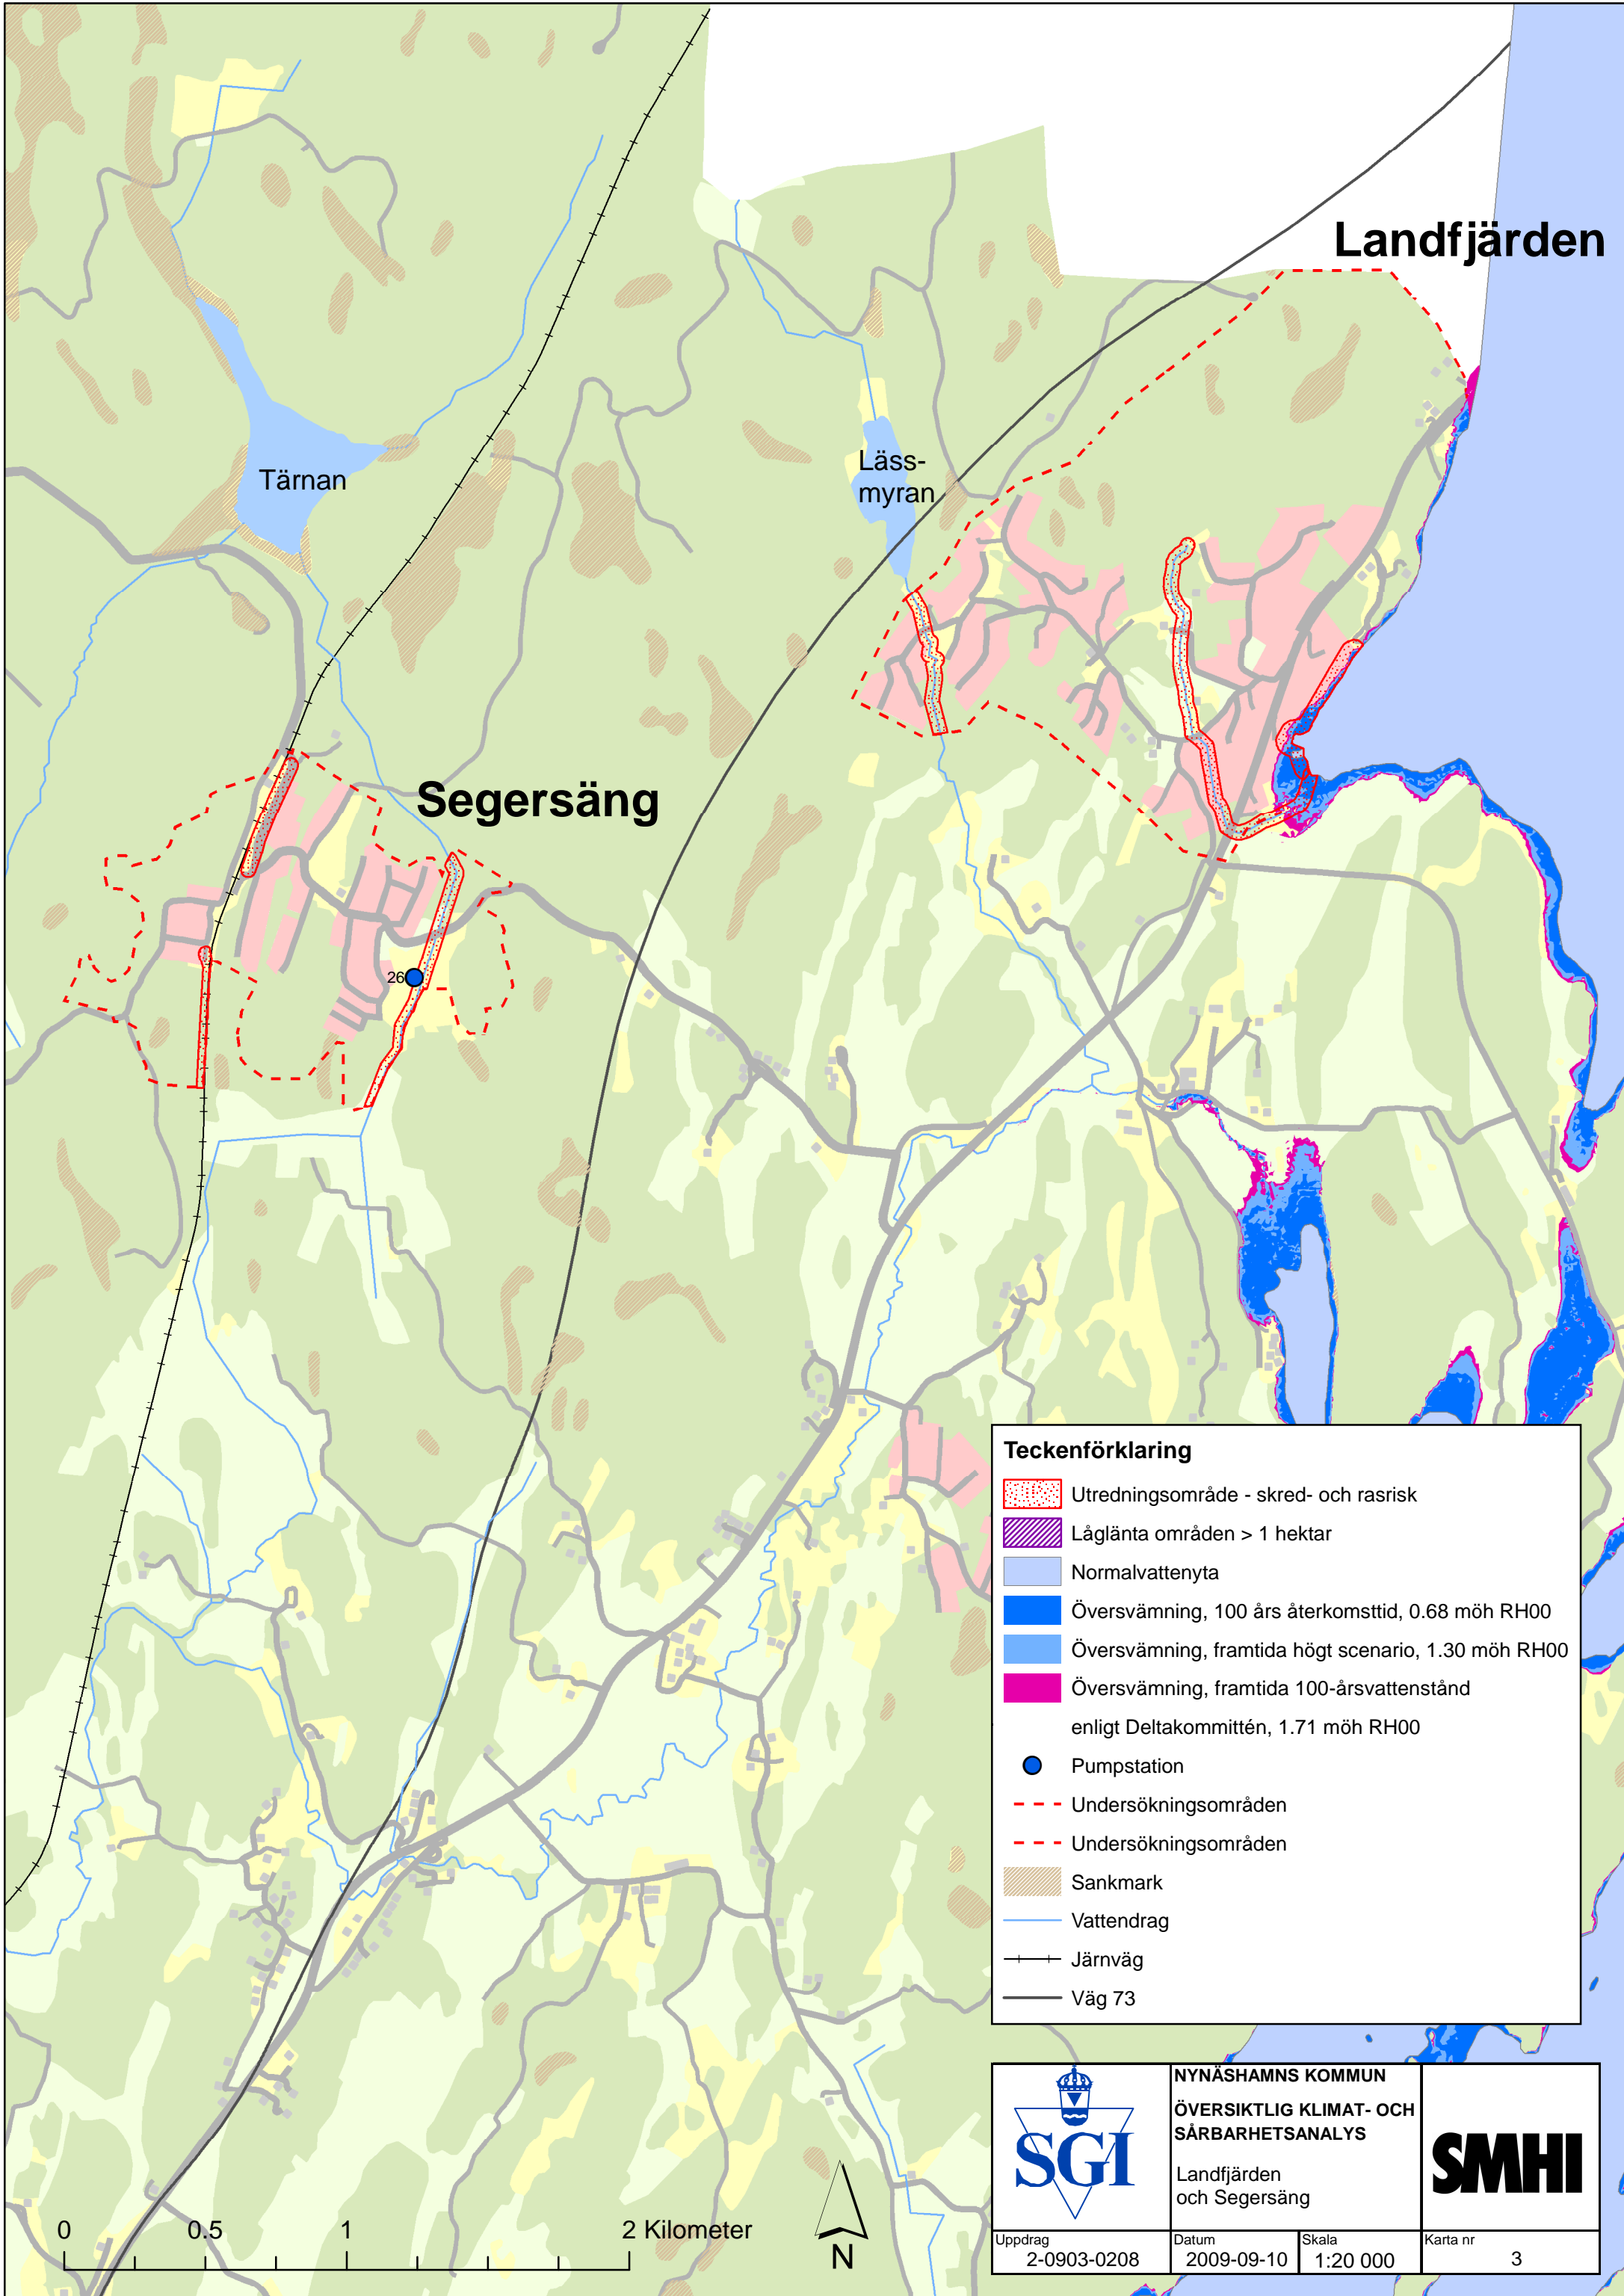 Landfjärden
Tärnan
Läss-
myran
Segersäng
26
Teckenförklaring
Utredningsområde - skred- och rasrisk
Låglänta områden > 1 hektar
Normalvattenyta
Översvämning, 100 års återkomsttid, 0.68 möh RH00
Översvämning, framtida högt scenario, 1.30 möh RH00
Översvämning, framtida 100-årsvattenstånd
enligt Deltakommittén, 1.71 möh RH00
Pumpstation
Undersökningsområden
Undersökningsområden
Sankmark
Vattendrag
Järnväg
Väg 73
0 0.5 1 2 Kilometer
N
SGI
NYNÄSHAMNS KOMMUN
ÖVERSIKTLIG KLIMAT- OCH
SÅRBARHETSANALYS
Landfjärden
och Segersäng
SMHI
Uppdrag
2-0903-0208
Datum
2009-09-10
Skala
1:20 000
Karta nr
3